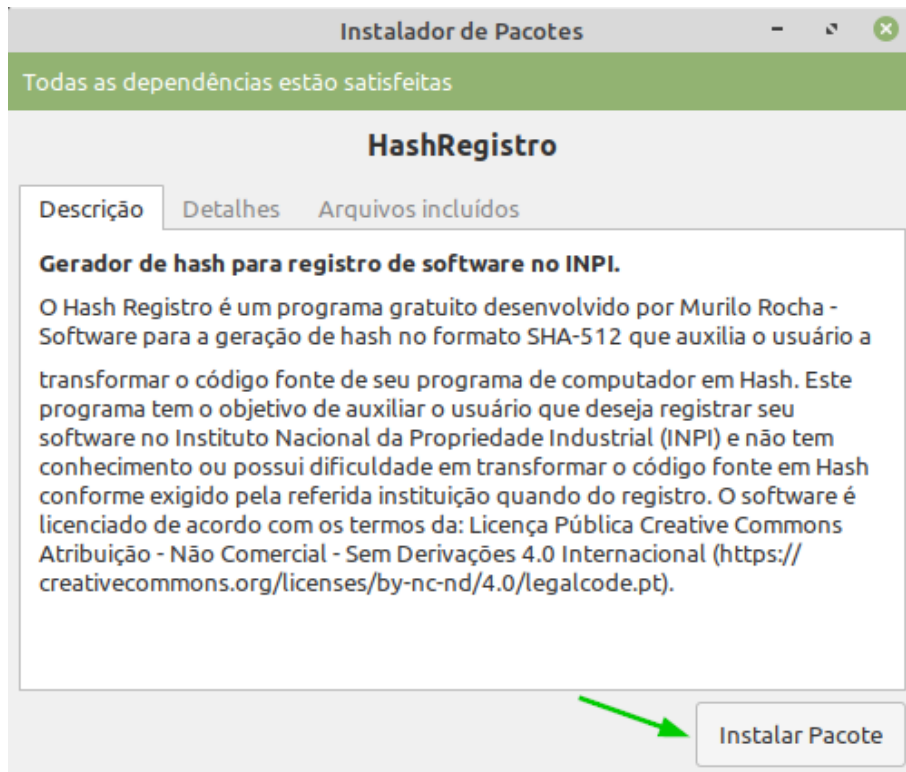 Instalador de Pacotes
Todas as dependências estão satisfeitas
HashRegistro
Descrição Detalhes Arquivos incluídos
Gerador de hash para registro de software no INPI.
O Hash Registro é um programa gratuito desenvolvido por Murilo Rocha -
Software para a geração de hash no formato SHA-512 que auxilia o usuário a
transformar o código fonte de seu programa de computador em Hash. Este
programa tem o objetivo de auxiliar o usuário que deseja registrar seu
software no Instituto Nacional da Propriedade Industrial (INPI) e não tem
conhecimento ou possui dificuldade em transformar o código fonte em Hash
conforme exigido pela referida instituição quando do registro. O software é
licenciado de acordo com os termos da: Licença Pública Creative Commons
Atribuição - Não Comercial - Sem Derivações 4.0 Internacional (https://
creativecommons.org/licenses/by-nc-nd/4.0/legalcode.pt).
Instalar Pacote